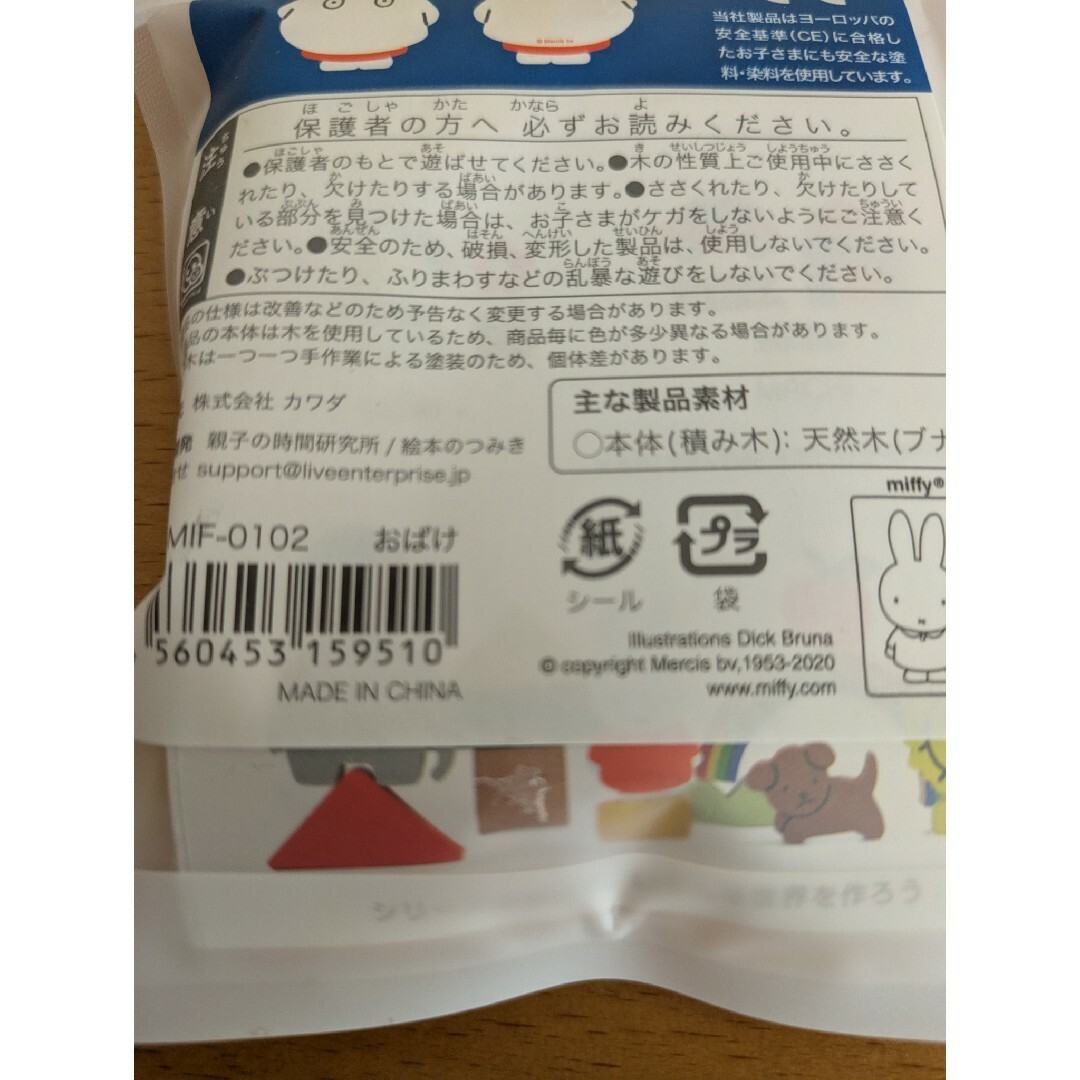 © Mercis bv
当社製品はヨーロッパの
安全基準(CE)に合格し
たお子さまにも安全な塗
料・染料を使用しています。
保護者の方へ 必ずお読みください。
注意
●保護者のもとで遊ばせてください。●木の性質上ご使用中にささく
れたり、欠けたりする場合があります。●ささくれたり、欠けたりして
いる部分を見つけた場合は、お子さまがケガをしないようにご注意く
ださい。●安全のため、破損、変形した製品は、使用しないでください。
●ぶつけたり、ふりまわすなどの乱暴な遊びをしないでください。
の仕様は改善などのため予告なく変更する場合があります。
品の本体は木を使用しているため、商品毎に色が多少異なる場合があります。
木は一つ一つ手作業による塗装のため、個体差があります。
株式会社 カワダ
発 親子の時間研究所/絵本のつみき
せ support@liveenterprise.jp
主な製品素材
○本体(積み木): 天然木(ブナ
MIF-0102 おばけ
560453 159510
MADE IN CHINA
紙
シール
プラ
袋
miffy®
Illustrations Dick Bruna
© copyright Mercis bv,1953-2020
www.miffy.com
シリー
世界を作ろう